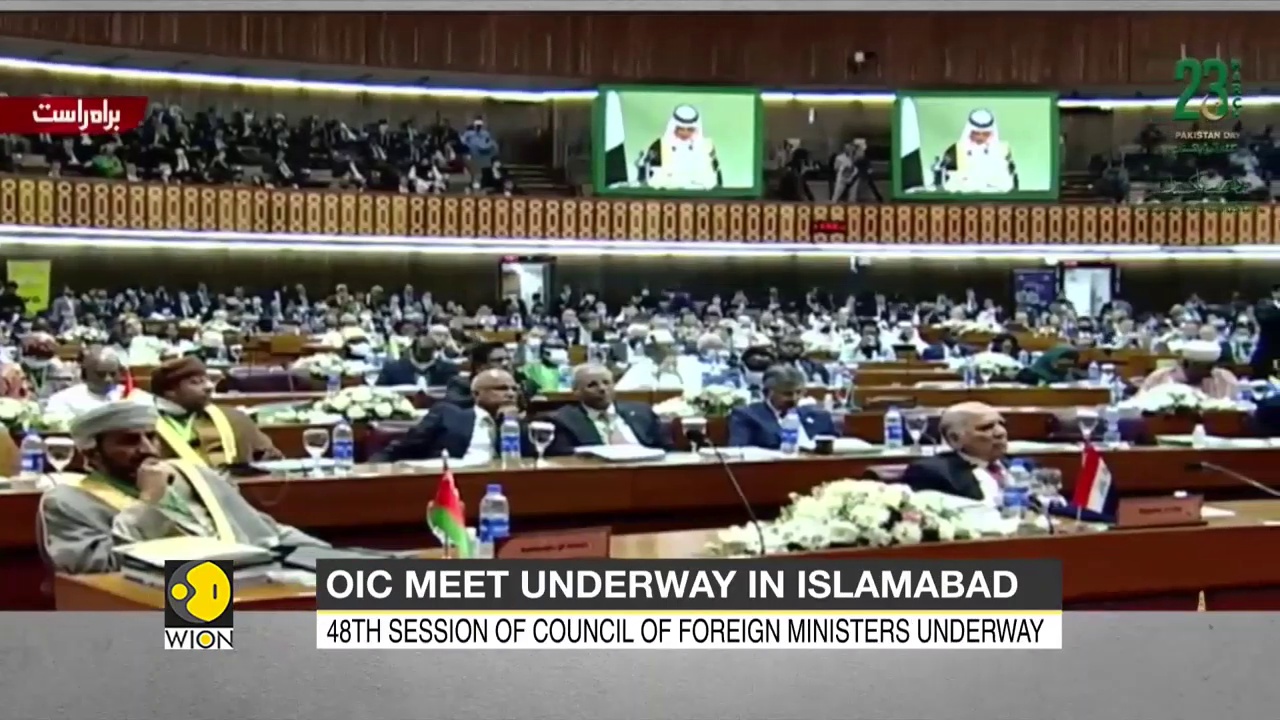 براہ راست
23
PAKISTAN DAY
OIC MEET UNDERWAY IN ISLAMABAD
48TH SESSION OF COUNCIL OF FOREIGN MINISTERS UNDERWAY
WION